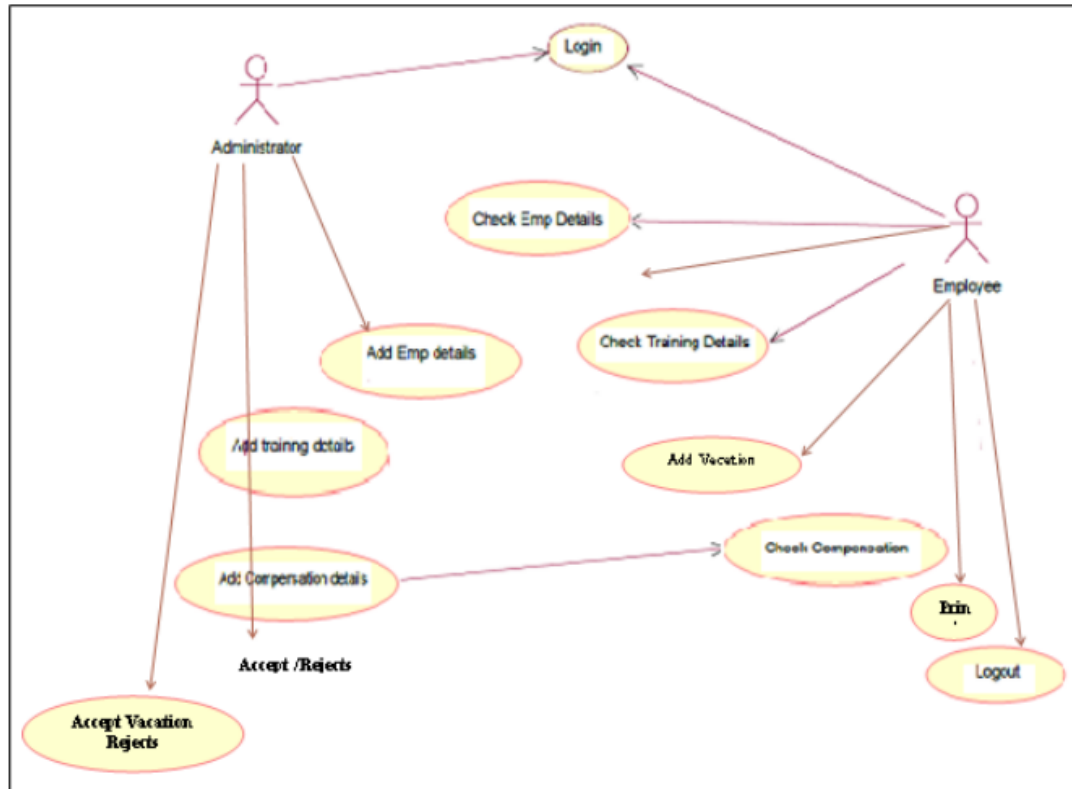 Login
Administrator
Check Emp Details
Employee
Check Training Details
Add Emp details
Add training details
Add Vacation
Check Compensation
Add Compensation details
Accept /Rejects
Logout
Accept Vacation
Rejects